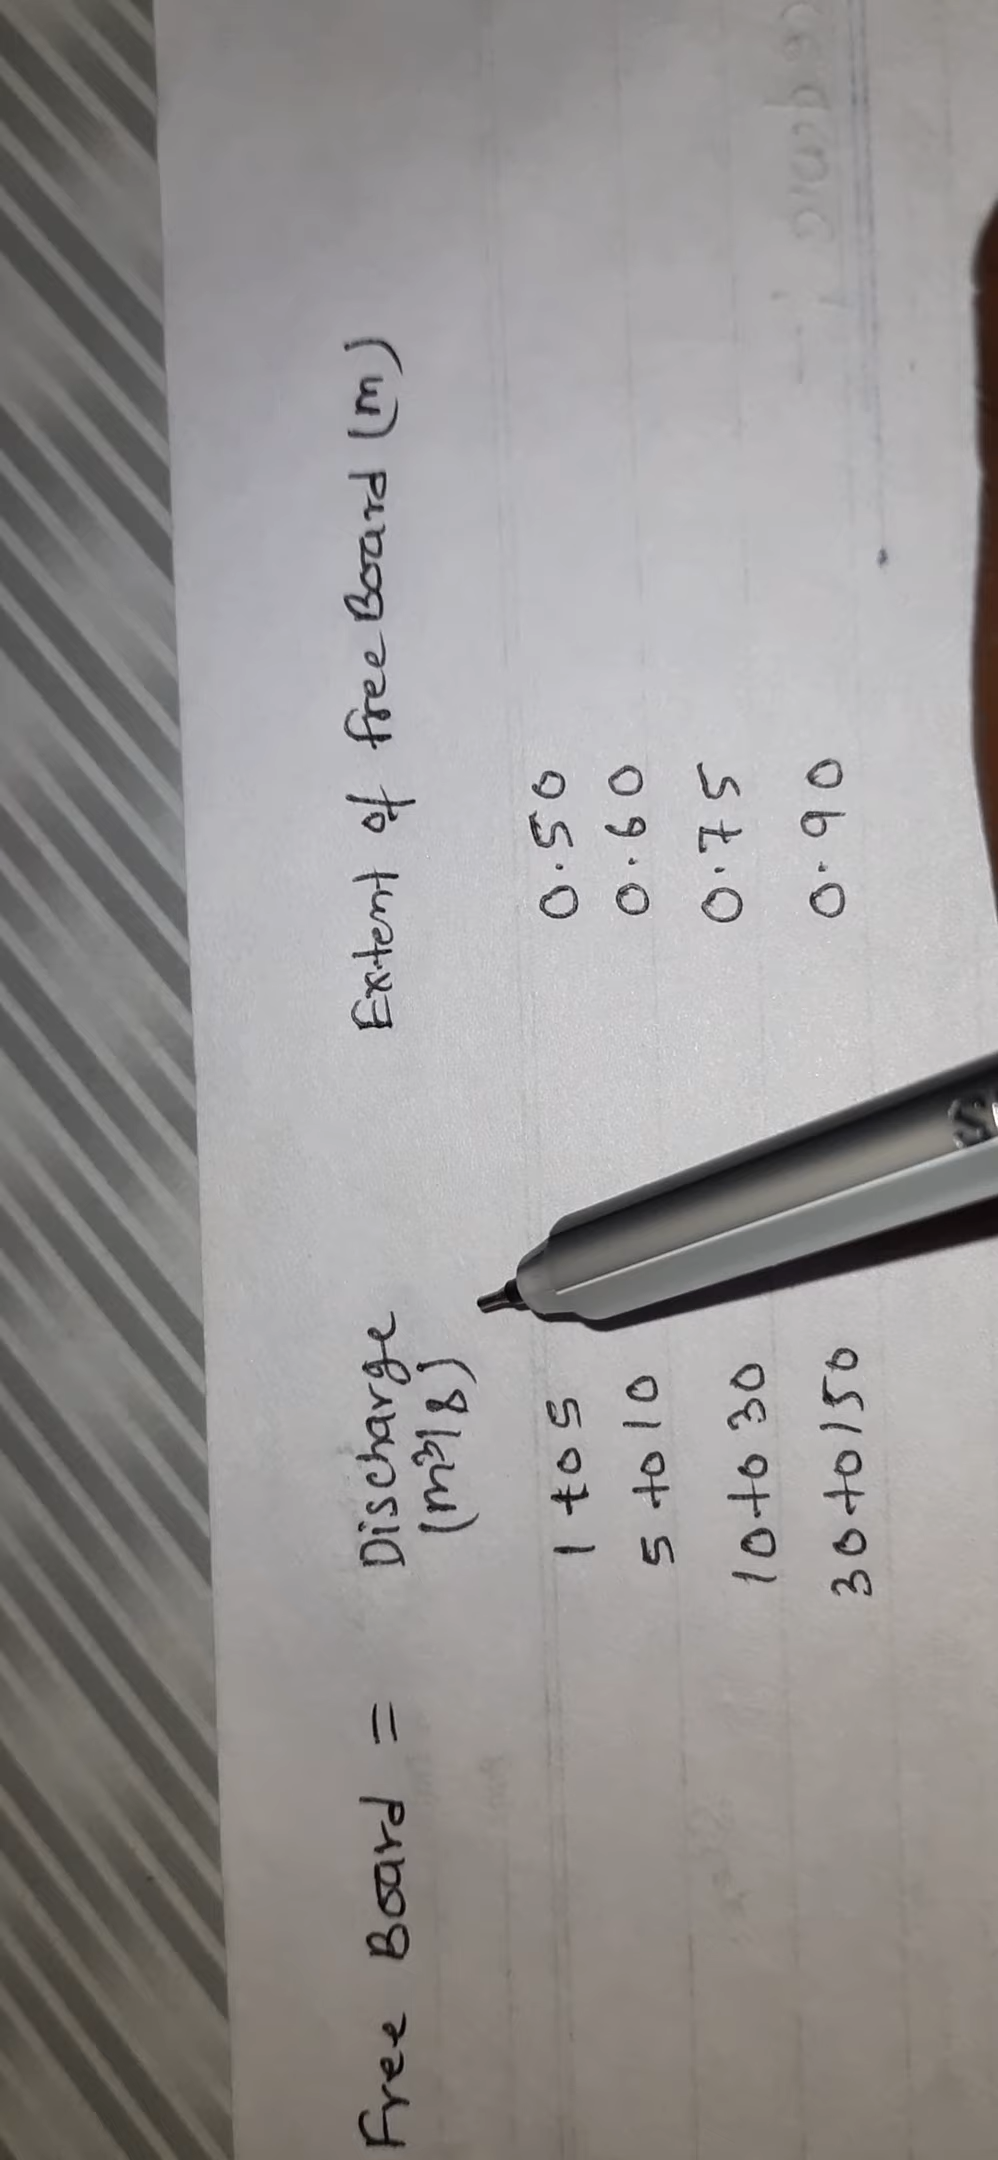 Free Board = Discharge Extent of free Board (m)
(m³/s)
1 to 5 0.50
5 to 10 0.60
10 to 30 0.75
30 to 150 0.90